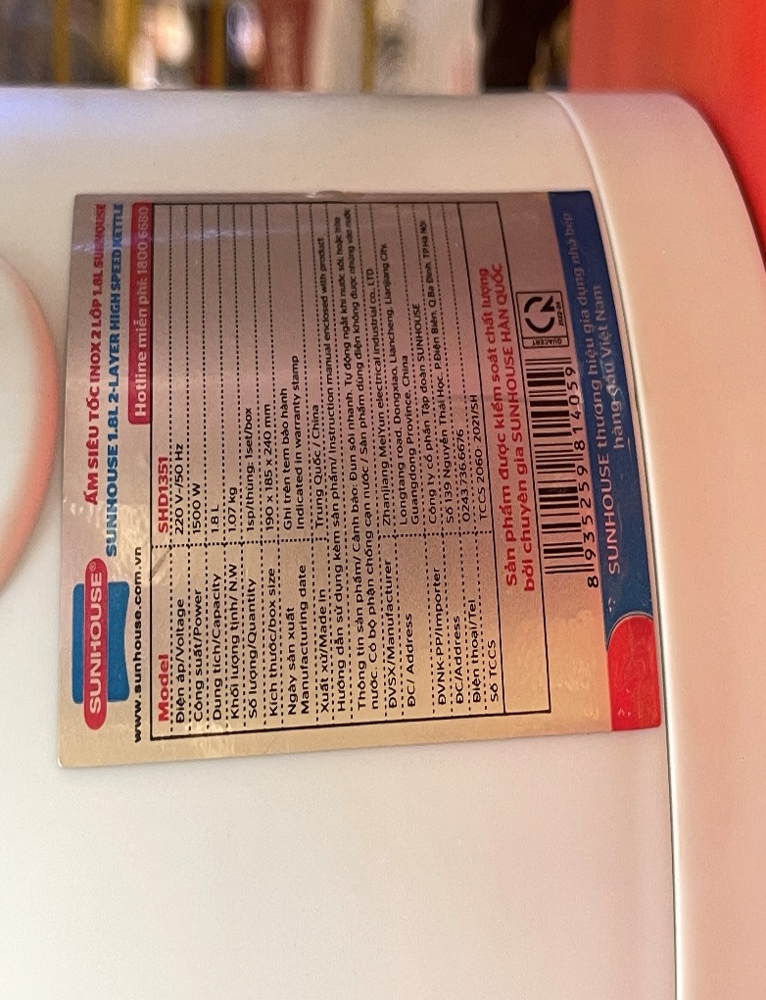 SUNHOUSE®
ẤM SIÊU TỐC INOX 2 LỚP 1.8L SUNHOUSE
SUNHOUSE 1.8L 2-LAYER HIGH SPEED KETTLE
www.sunhouse.com.vn
Hotline miễn phí: 1800 6680
Model SHD1351
Điện áp/Voltage 220 V~/50 Hz
Công suất/Power 1500 W
Dung tích/Capacity 1.8 L
Khối lượng tịnh/ NW 1.07 kg
Số lượng/Quantity 1sp/thùng; 1set/box
Kích thước/box size 190 x 185 x 240 mm
Ngày sản xuất Ghi trên tem bảo hành
Manufacturing date Indicated in warranty stamp
Xuất xứ/Made in Trung Quốc / China
Hướng dẫn sử dụng kèm sản phẩm/ Instruction manual enclosed with product
Thông tin sản phẩm/ Cảnh báo: Đun sôi nhanh. Tự động ngắt khi nước sôi, hoặc hết
nước. Có bộ phận chống cạn nước / Sản phẩm dùng điện không được nhúng vào nước
ĐVSX/Manufacturer Zhanjiang MeiYun electrical industrial co., LTD
ĐC/ Address Longtang road, Dongxiao, Liancheng, Lianjiang City,
Guangdong Province, China
ĐVNK-PP/Importer Công ty cổ phần Tập đoàn SUNHOUSE
ĐC/Address Số 139 Nguyễn Thái Học, P.Điện Biên, Q.Ba Đình, TP.Hà Nội
Điện thoại/Tel 0243.736.6676
Số TCCS TCCS 2060: 2021/SH
Sản phẩm được kiểm soát chất lượng
bởi chuyên gia SUNHOUSE HÀN QUỐC
QUACERT
8 935259 814059
SUNHOUSE thương hiệu gia dụng nhà bếp
hàng đầu Việt Nam